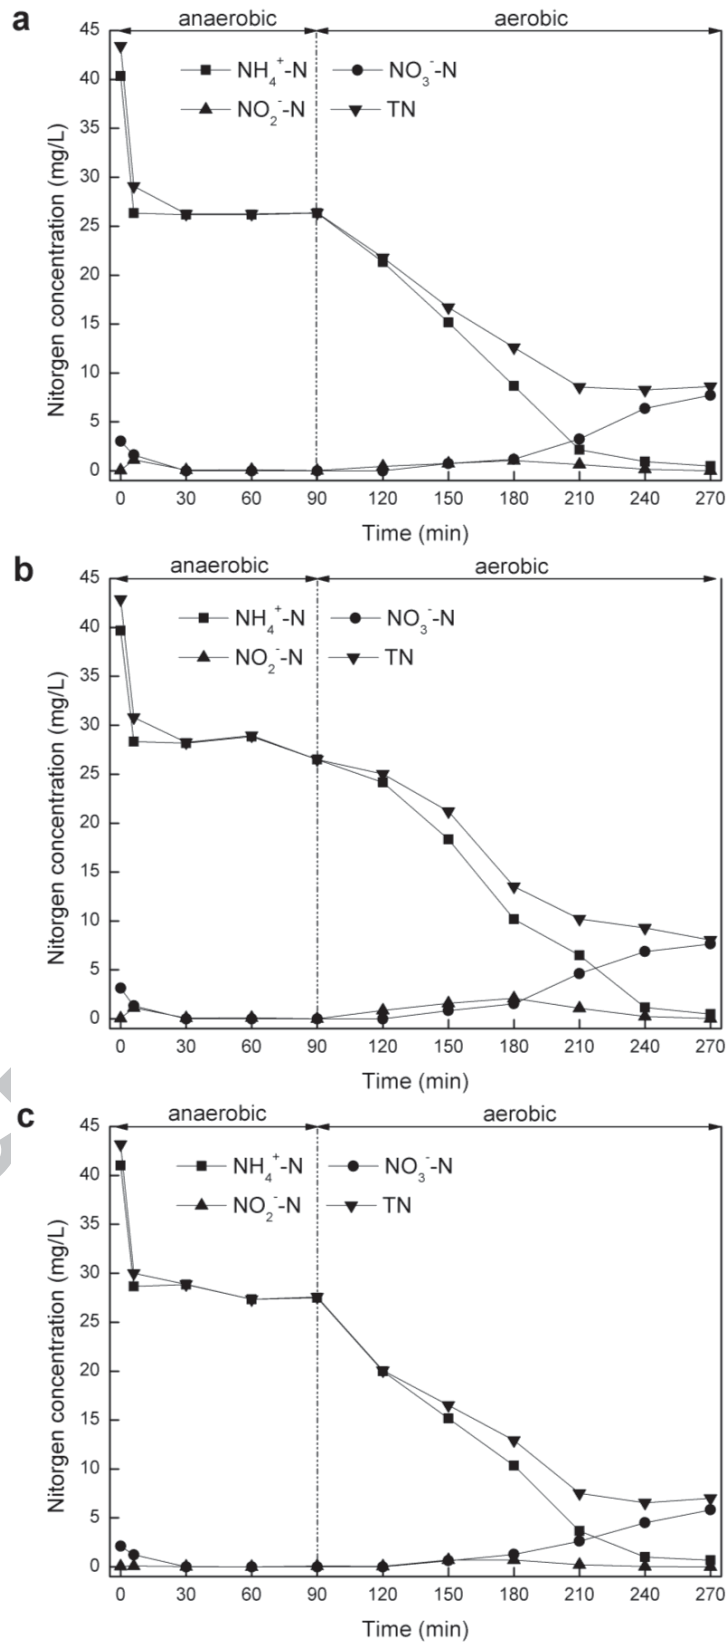 a
anaerobic aerobic
NH₄⁺-N NO₃⁻-N
NO₂⁻-N TN
45
40
35
30
25
20
15
10
5
0
Nitorgen concentration (mg/L)
0 30 60 90 120 150 180 210 240 270
Time (min)
b
anaerobic aerobic
NH₄⁺-N NO₃⁻-N
NO₂⁻-N TN
45
40
35
30
25
20
15
10
5
0
Nitorgen concentration (mg/L)
0 30 60 90 120 150 180 210 240 270
Time (min)
c
anaerobic aerobic
NH₄⁺-N NO₃⁻-N
NO₂⁻-N TN
45
40
35
30
25
20
15
10
5
0
Nitorgen concentration (mg/L)
0 30 60 90 120 150 180 210 240 270
Time (min)